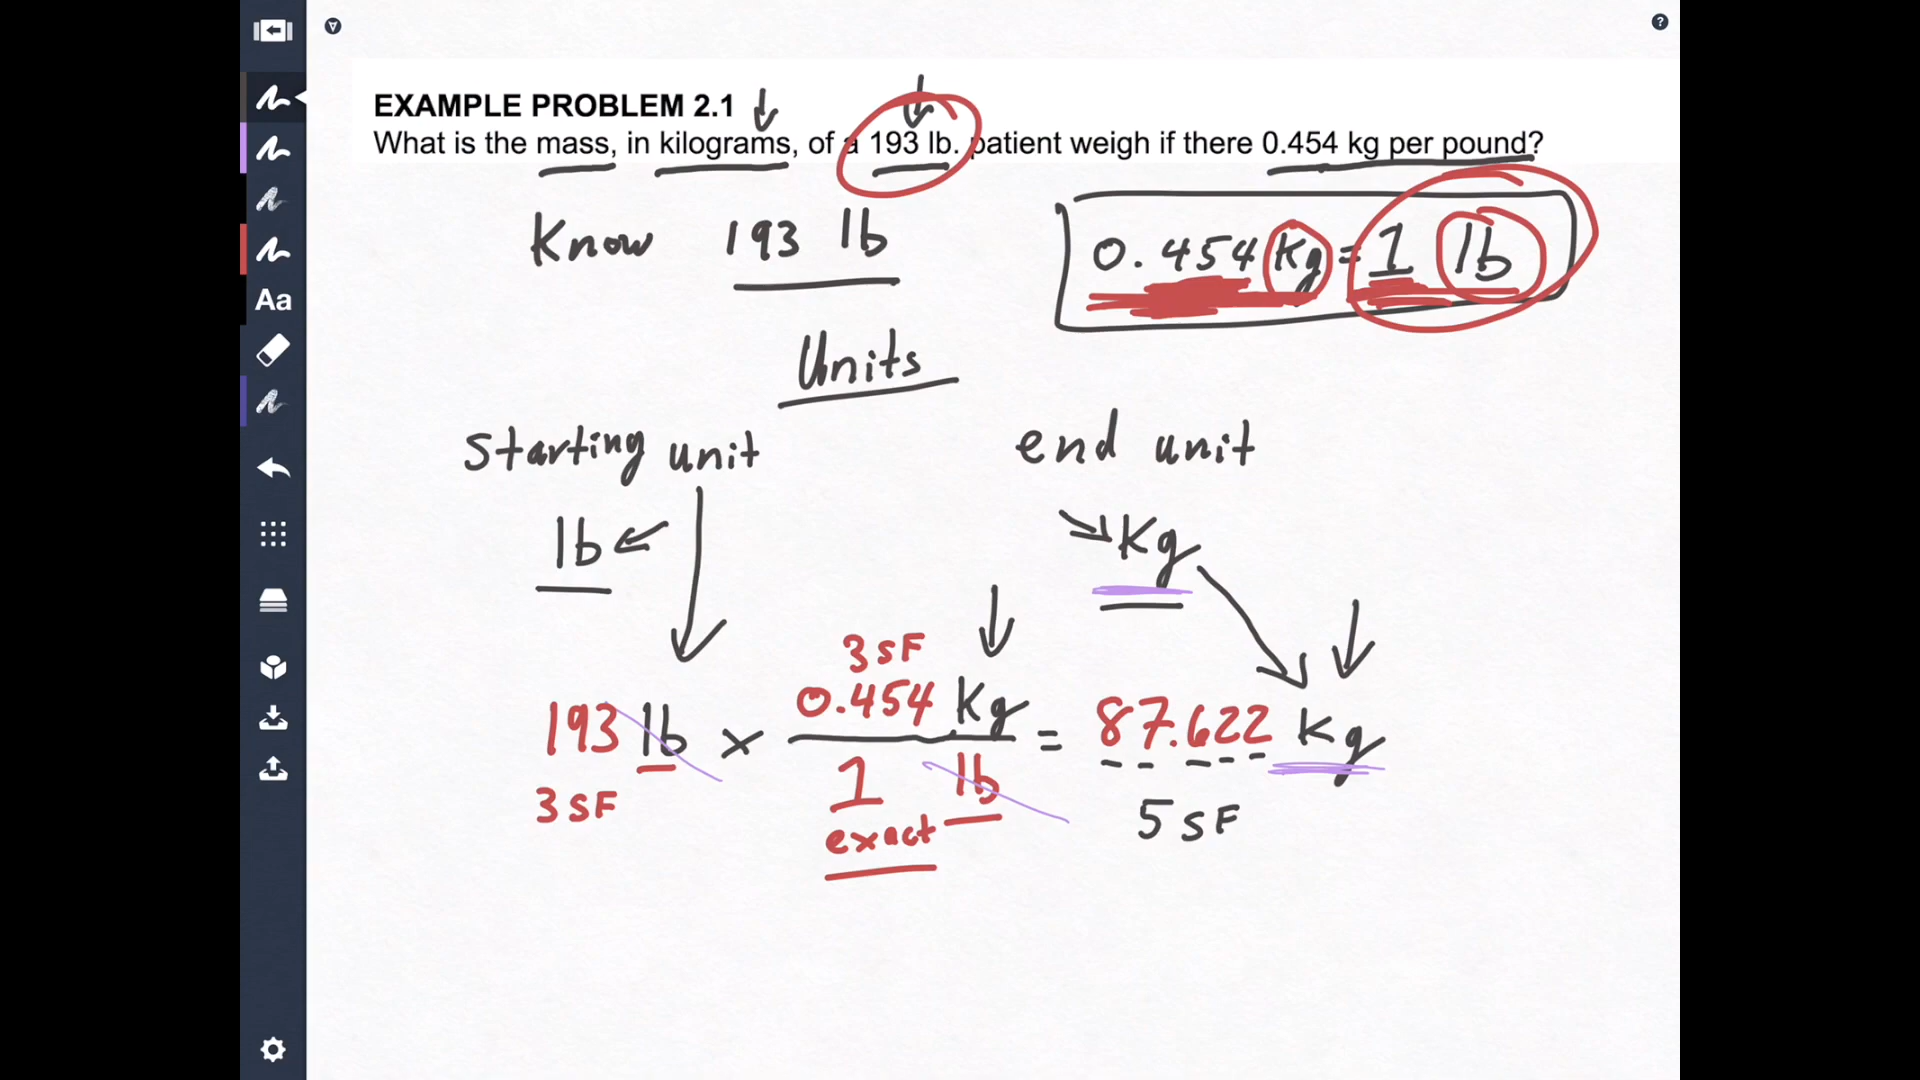 EXAMPLE PROBLEM 2.1
What is the mass, in kilograms, of a 193 lb. patient weigh if there 0.454 kg per pound?
Know 193 lb
0.454 kg = 1 lb
Units
Aa
starting unit end unit
lb kg
3 SF
193 lb × 0.454 kg = 87.622 kg
1 lb
3 SF exact 5 SF
?